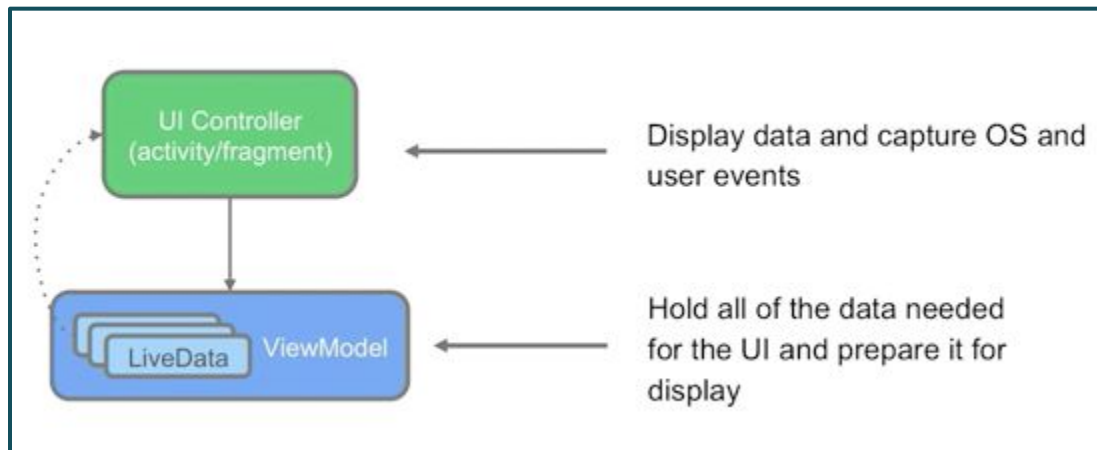 UI Controller
(activity/fragment)
Display data and capture OS and
user events
LiveData
ViewModel
Hold all of the data needed
for the UI and prepare it for
display